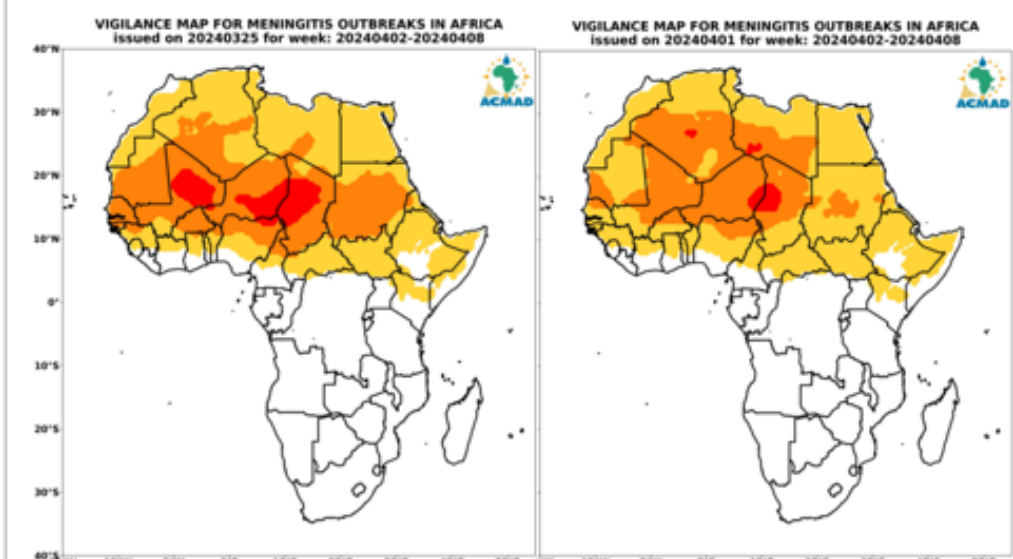 VIGILANCE MAP FOR MENINGITIS OUTBREAKS IN AFRICA
issued on 20240325 for week: 20240402-20240408
40°N
30°N
20°N
10°N
0°
10°S
20°S
30°S
40°S
ACMAD
VIGILANCE MAP FOR MENINGITIS OUTBREAKS IN AFRICA
issued on 20240401 for week: 20240402-20240408
ACMAD